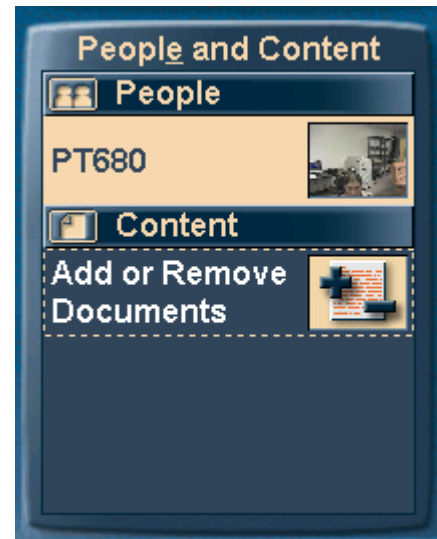 People and Content
People
PT680
Content
Add or Remove
Documents